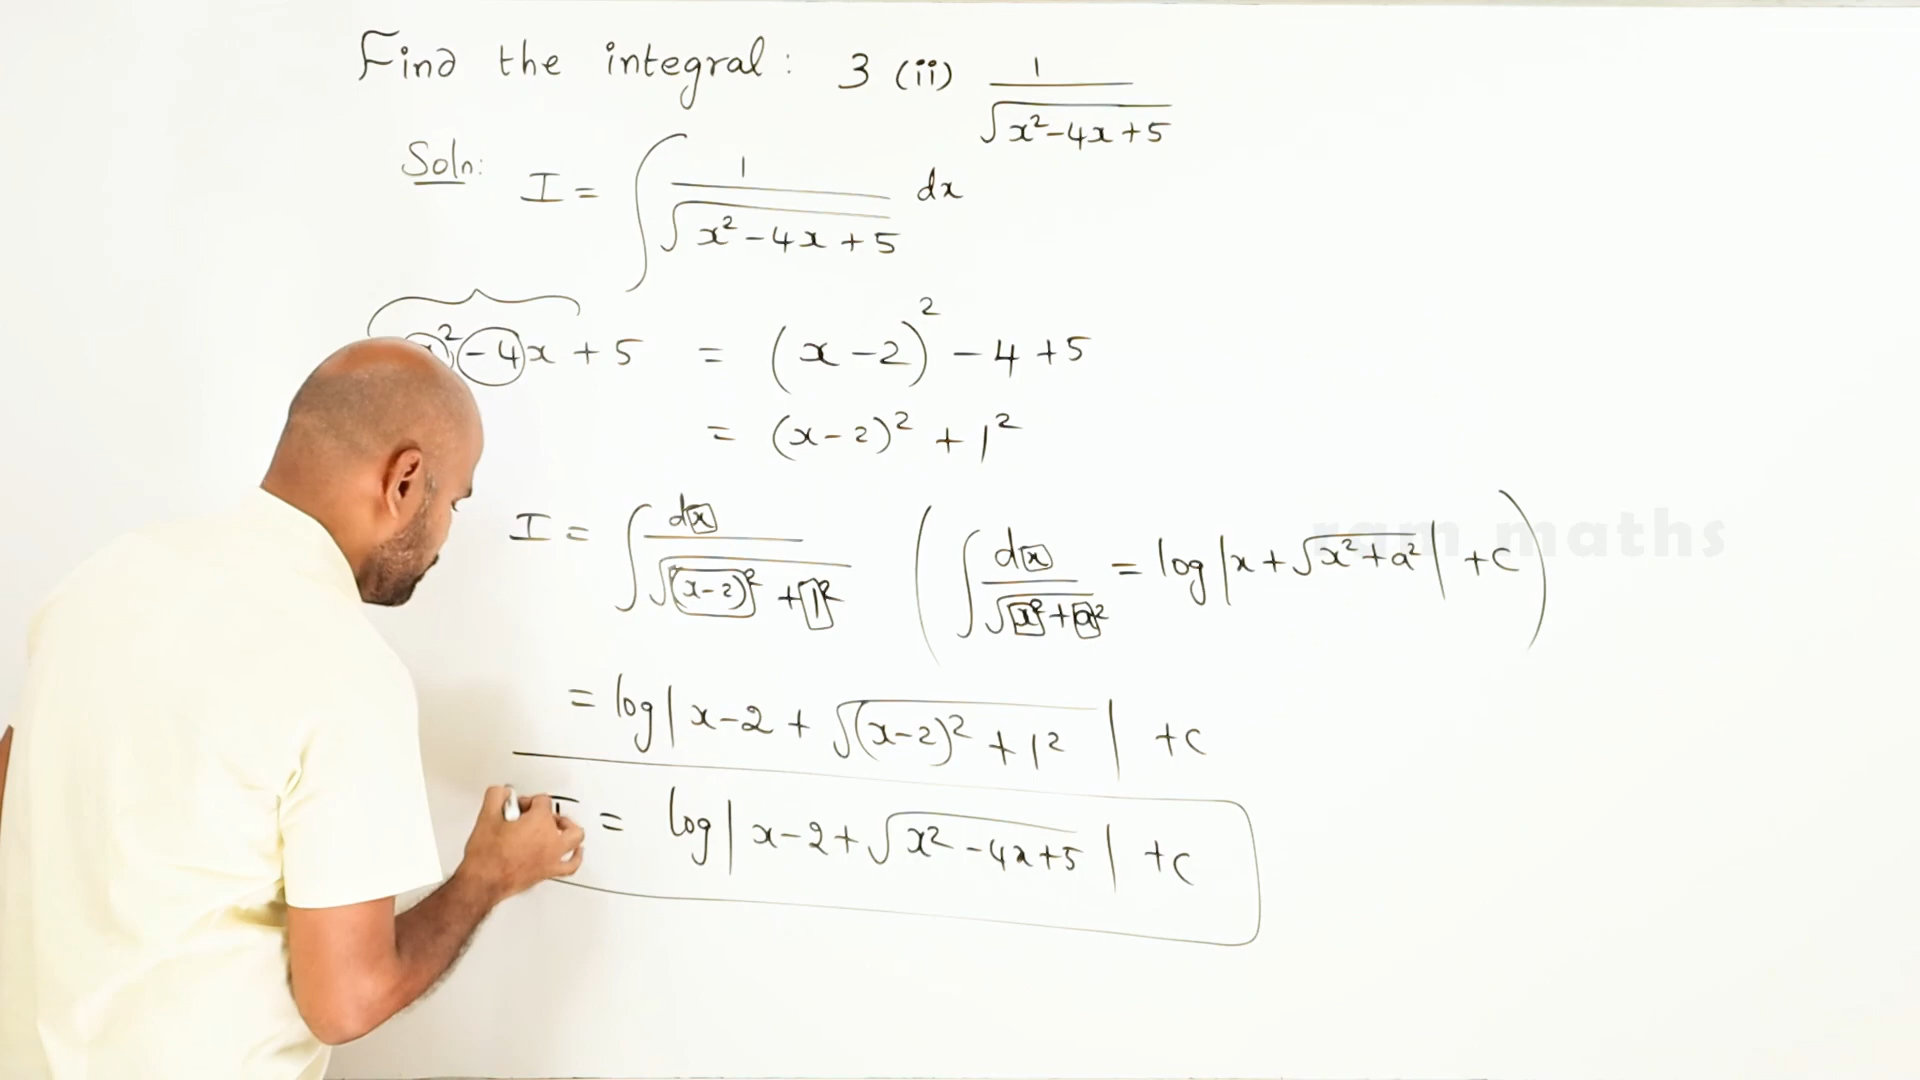 Find the integral : 3 (ii) 1/√(x²-4x+5)
Soln: I = ∫ 1/√(x²-4x+5) dx
x²-4x+5 = (x-2)² -4+5
= (x-2)² + 1²
I = ∫ dx/√((x-2)²+1²) (∫ dx/√(x²+a²) = log|x+√(x²+a²)| +c)
ram maths
= log|x-2+√((x-2)²+1²)| +c
I = log|x-2+√(x²-4x+5)| +c